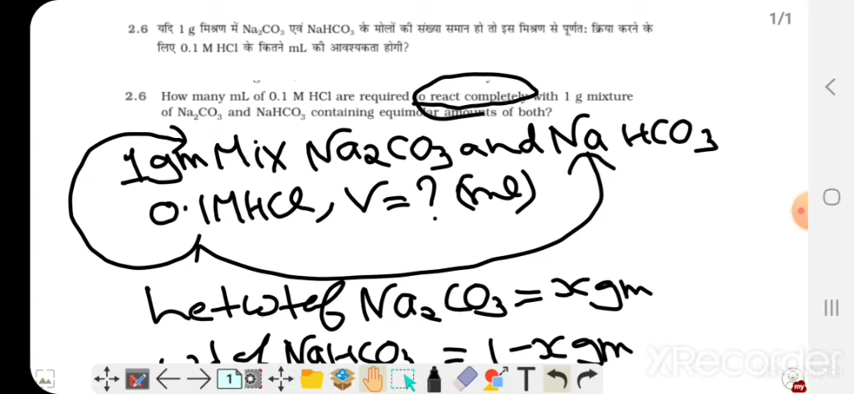 1/1
2.6 यदि 1 g मिश्रण में Na₂CO₃ एवं NaHCO₃ के मोलों की संख्या समान हो तो इस मिश्रण से पूर्णत: क्रिया करने के
लिए 0.1 M HCl के कितने mL की आवश्यकता होगी?
2.6 How many mL of 0.1 M HCl are required to react completely with 1 g mixture
of Na₂CO₃ and NaHCO₃ containing equimolar amounts of both?
1gm Mix Na₂CO₃ and NaHCO₃
0.1MHCl, V=? (ml)
Let wt of Na₂CO₃ = x gm
NaHCO₃ = 1-x gm
XRecorder
1
T
my